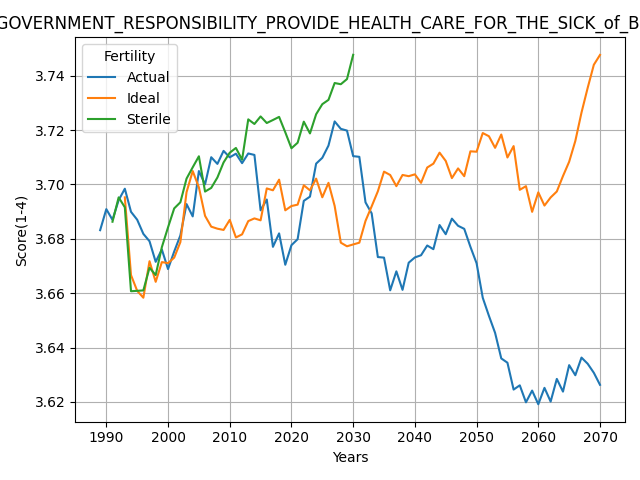 GOVERNMENT_RESPONSIBILITY_PROVIDE_HEALTH_CARE_FOR_THE_SICK_of_B
Fertility
Actual
Ideal
Sterile
Score(1-4)
3.74
3.72
3.70
3.68
3.66
3.64
3.62
1990 2000 2010 2020 2030 2040 2050 2060 2070
Years